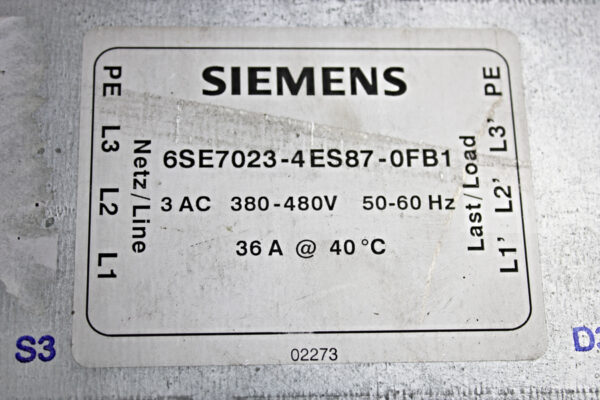 SIEMENS
PE L3 L2 L1
Netz/Line
6SE7023-4ES87-0FB1
3 AC 380-480V 50-60 Hz
36 A @ 40 °C
Last/Load
L1' L2' L3' PE
02273
S3